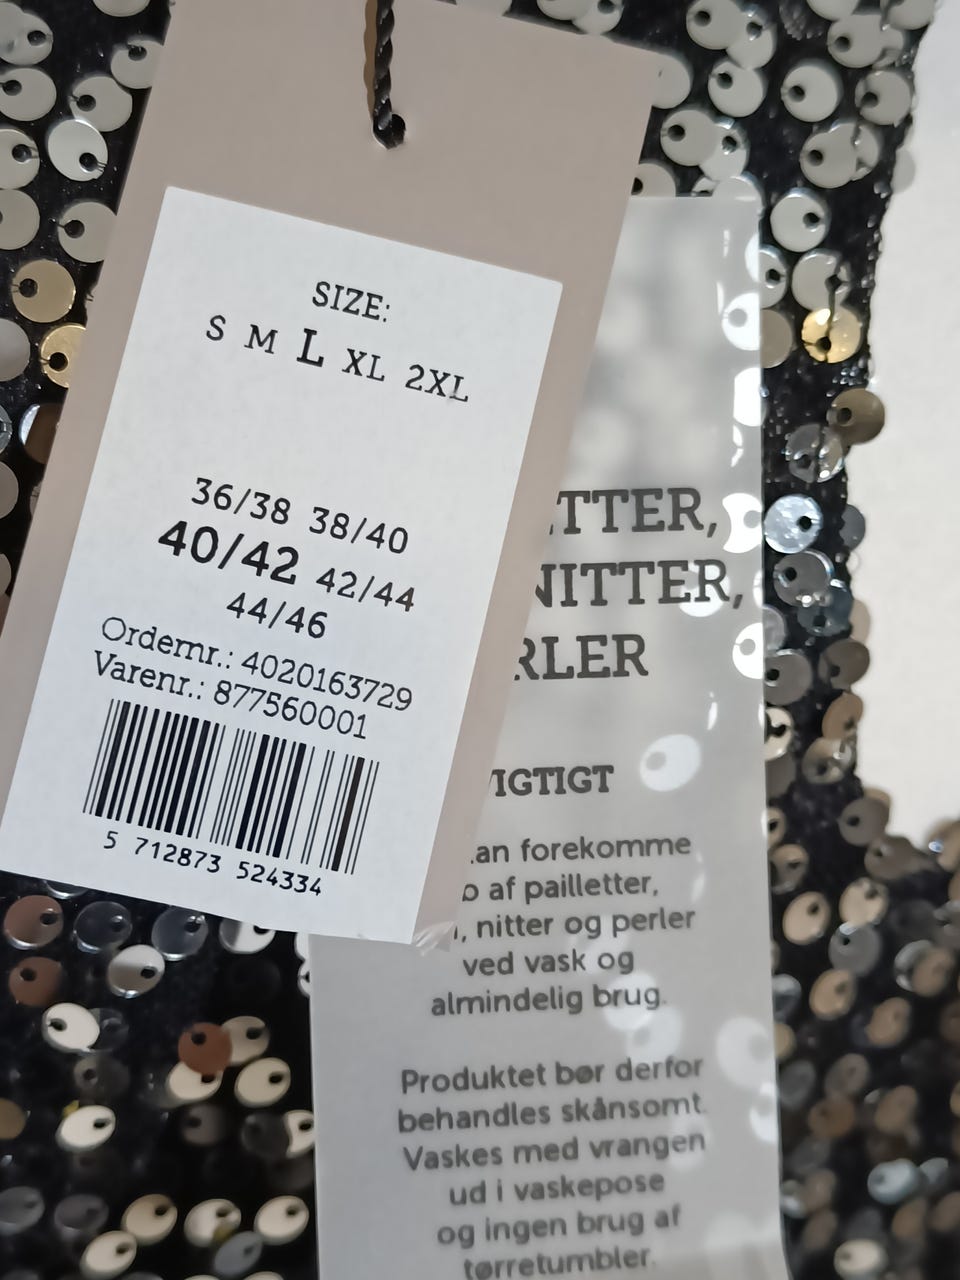 SIZE:
S M L XL 2XL
36/38 38/40
40/42 42/44
44/46
Ordernr.: 4020163729
Varenr.: 877560001
5 712873 524334
TTER,
NITTER,
RLER
VIGTIGT
an forekomme
af pailletter,
, nitter og perler
ved vask og
almindelig brug.
Produktet bør derfor
behandles skånsomt.
Vaskes med vrangen
ud i vaskepose
og ingen brug af
tørretumbler.